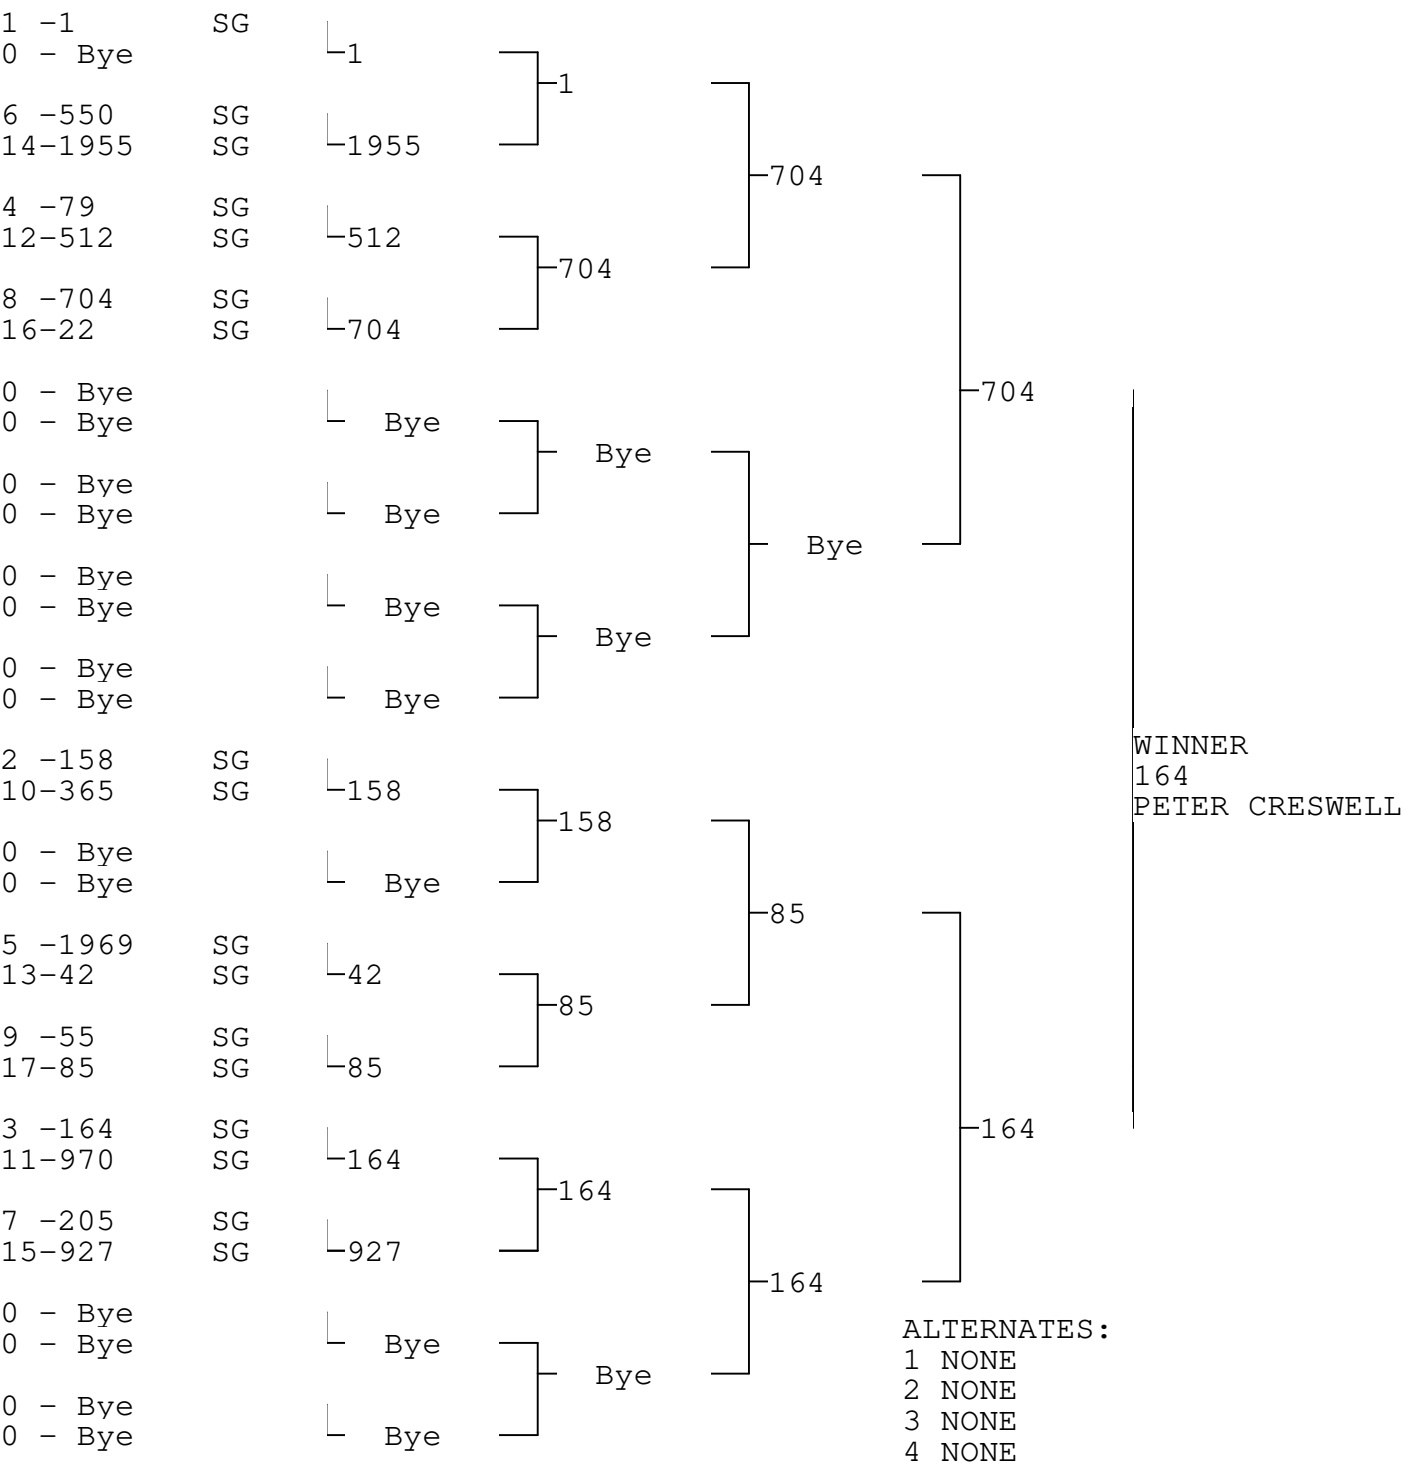 1 -1 SG
0 - Bye
1
1
6 -550 SG
14-1955 SG
1955
704
4 -79 SG
12-512 SG
512
704
8 -704 SG
16-22 SG
704
704
0 - Bye
0 - Bye
Bye
Bye
0 - Bye
0 - Bye
Bye
Bye
0 - Bye
0 - Bye
Bye
Bye
0 - Bye
0 - Bye
Bye
WINNER
164
PETER CRESWELL
2 -158 SG
10-365 SG
158
158
0 - Bye
0 - Bye
Bye
85
5 -1969 SG
13-42 SG
42
85
9 -55 SG
17-85 SG
85
164
3 -164 SG
11-970 SG
164
164
7 -205 SG
15-927 SG
927
164
0 - Bye
0 - Bye
Bye
Bye
0 - Bye
0 - Bye
Bye
ALTERNATES:
1 NONE
2 NONE
3 NONE
4 NONE